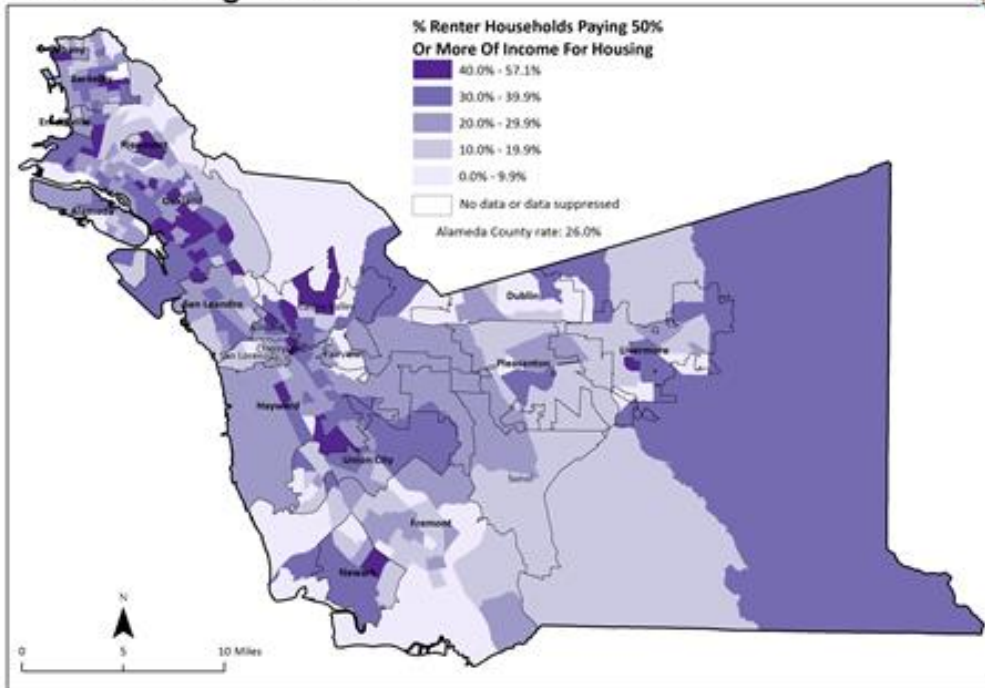 % Renter Households Paying 50%
Or More Of Income For Housing
40.0% - 57.1%
30.0% - 39.9%
20.0% - 29.9%
10.0% - 19.9%
0.0% - 9.9%
No data or data suppressed
Alameda County rate: 26.0%
Berkeley
Piedmont
Oakland
Alameda
San Leandro
Dublin
Livermore
Pleasanton
San Lorenzo
Fairview
Hayward
Union City
Sunol
Fremont
Newark
N
0 5 10 Miles